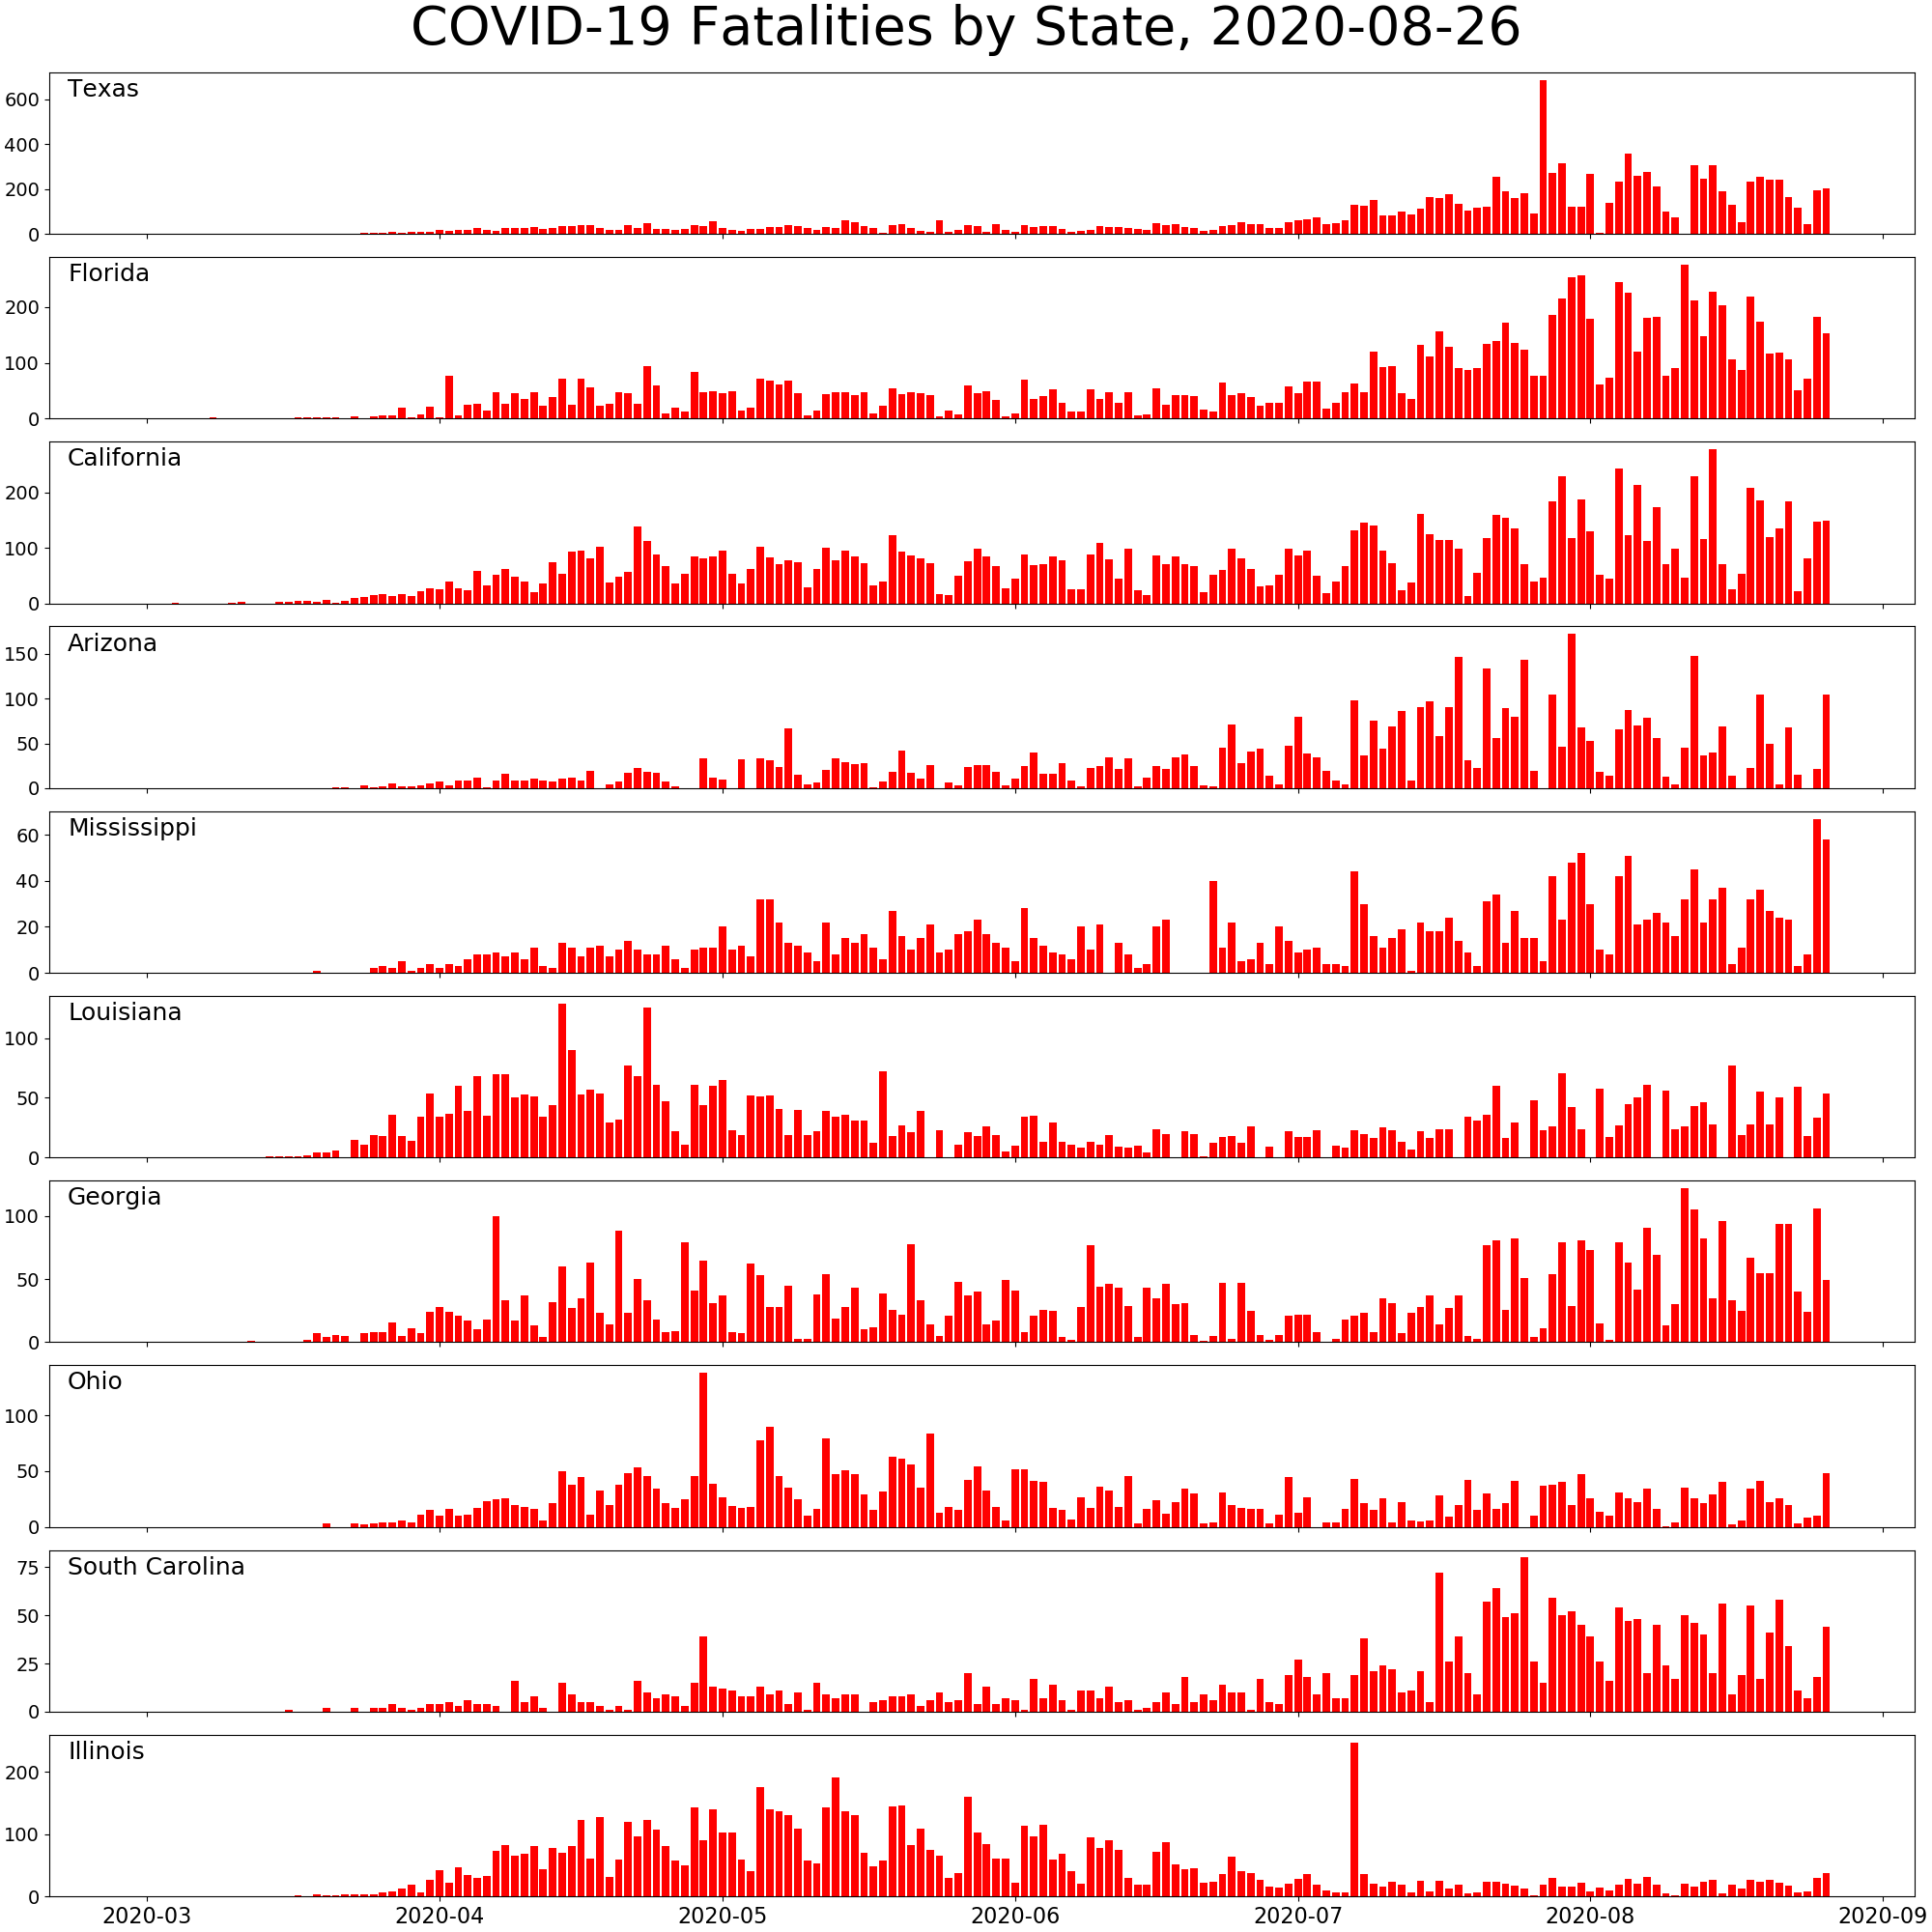 COVID-19 Fatalities by State, 2020-08-26
Texas
600
400
200
0
Florida
200
100
0
California
200
100
0
Arizona
150
100
50
0
Mississippi
60
40
20
0
Louisiana
100
50
0
Georgia
100
50
0
Ohio
100
50
0
South Carolina
75
50
25
0
Illinois
200
100
0
2020-03 2020-04 2020-05 2020-06 2020-07 2020-08 2020-09